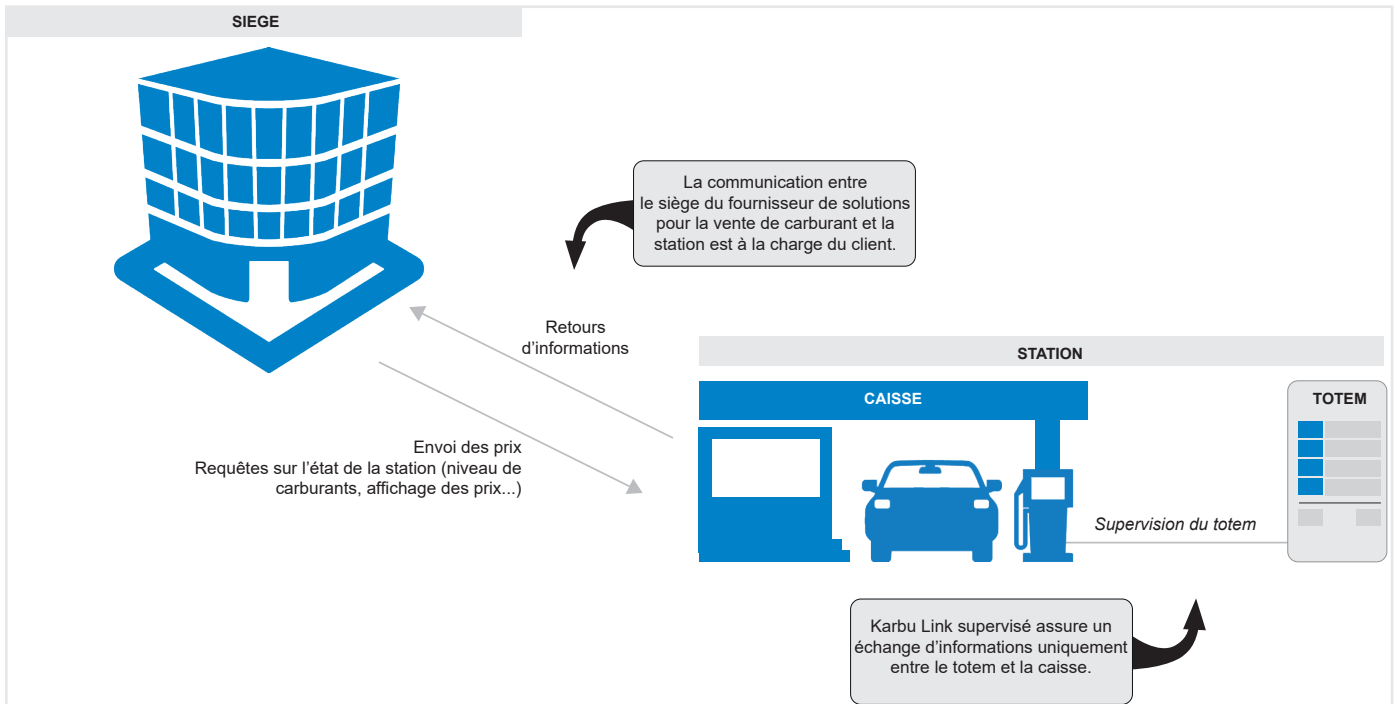 SIEGE
La communication entre
le siège du fournisseur de solutions
pour la vente de carburant et la
station est à la charge du client.
Retours
d’informations
Envoi des prix
Requêtes sur l’état de la station (niveau de
carburants, affichage des prix...)
STATION
CAISSE
TOTEM
Supervision du totem
Karbu Link supervisé assure un
échange d’informations uniquement
entre le totem et la caisse.